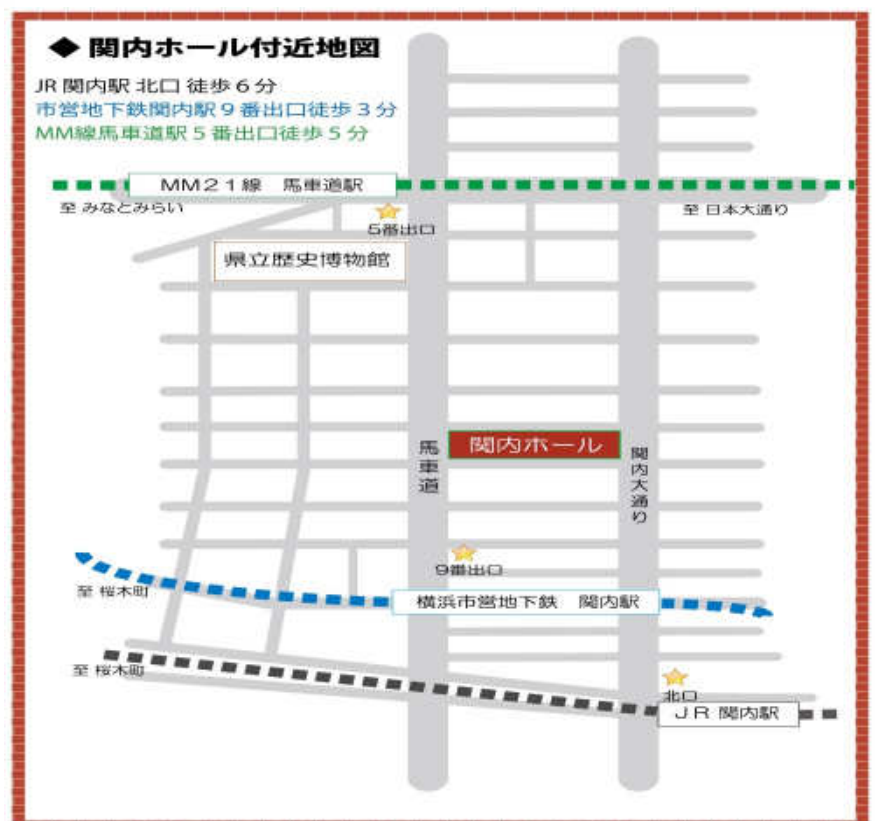 ◆ 関内ホール付近地図
JR 関内駅 北口 徒歩６分
市営地下鉄関内駅９番出口徒歩３分
MM線馬車道駅５番出口徒歩５分
MM２１線　馬車道駅
至 みなとみらい
至 日本大通り
5番出口
県立歴史博物館
関内ホール
馬車道
関内大通り
9番出口
至 桜木町
横浜市営地下鉄　関内駅
至 桜木町
北口
ＪＲ 関内駅